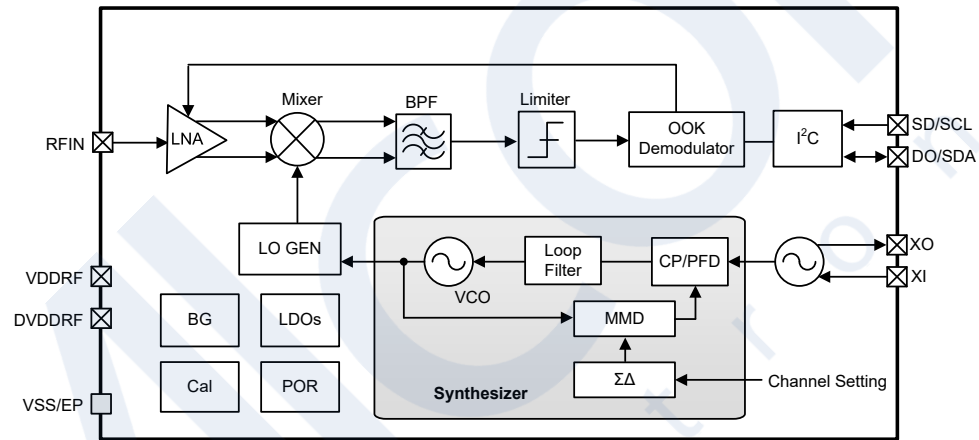 Mixer
BPF
Limiter
LNA
OOK
Demodulator
I²C
RFIN
SD/SCL
DO/SDA
LO GEN
VCO
Loop
Filter
CP/PFD
XO
XI
VDDRF
DVDDRF
VSS/EP
BG
LDOs
Cal
POR
MMD
ΣΔ
Synthesizer
Channel Setting